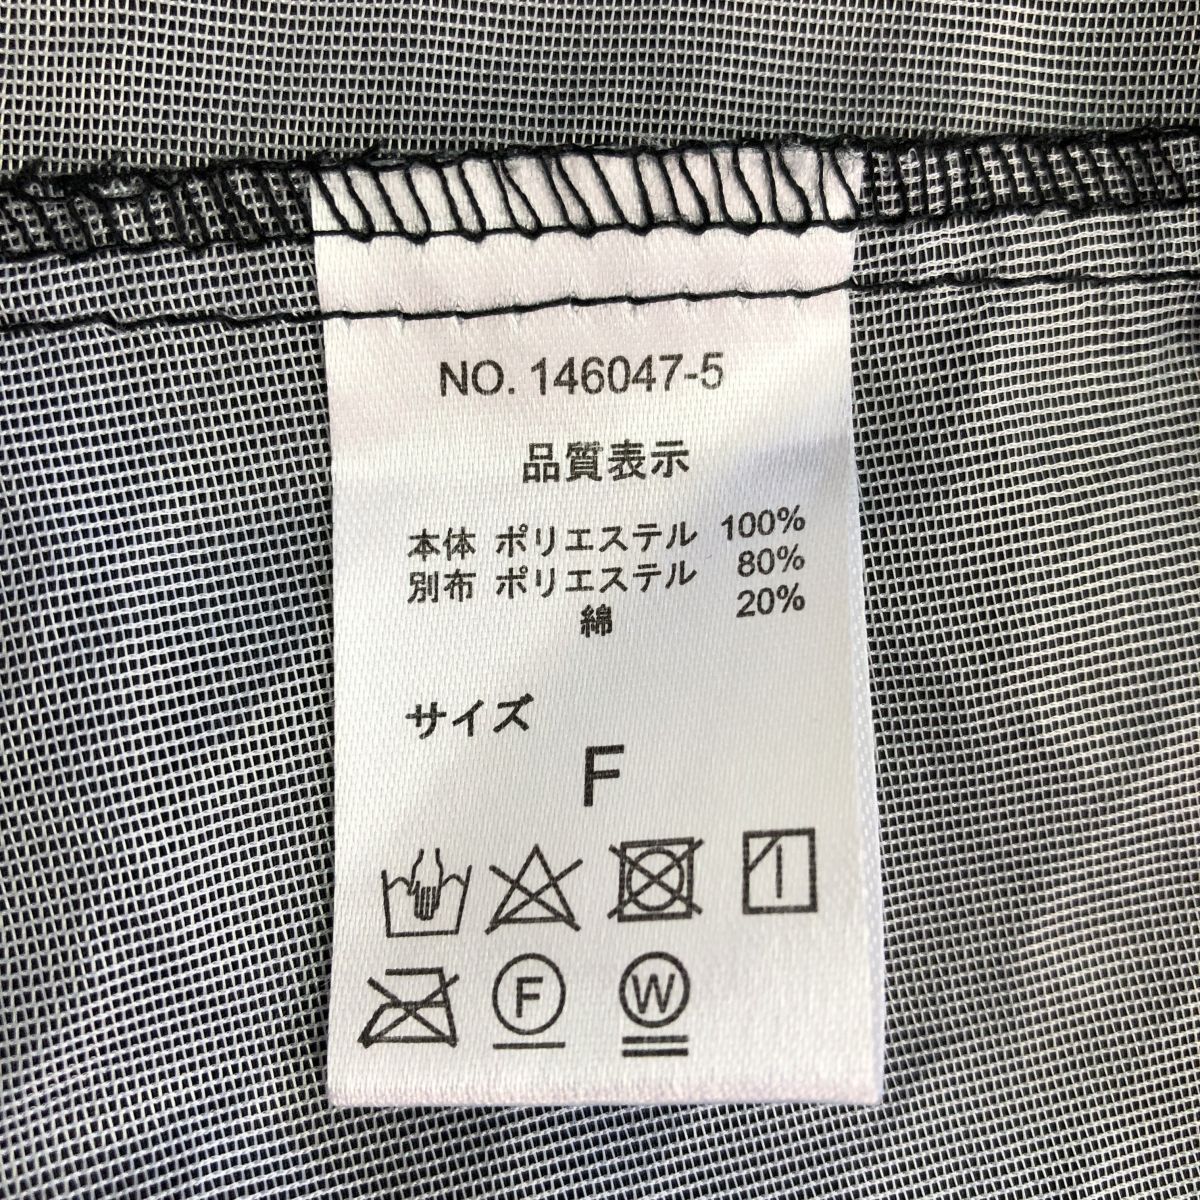 NO. 146047-5
品質表示
本体 ポリエステル 100%
別布 ポリエステル 80%
綿 20%
サイズ
F
F W